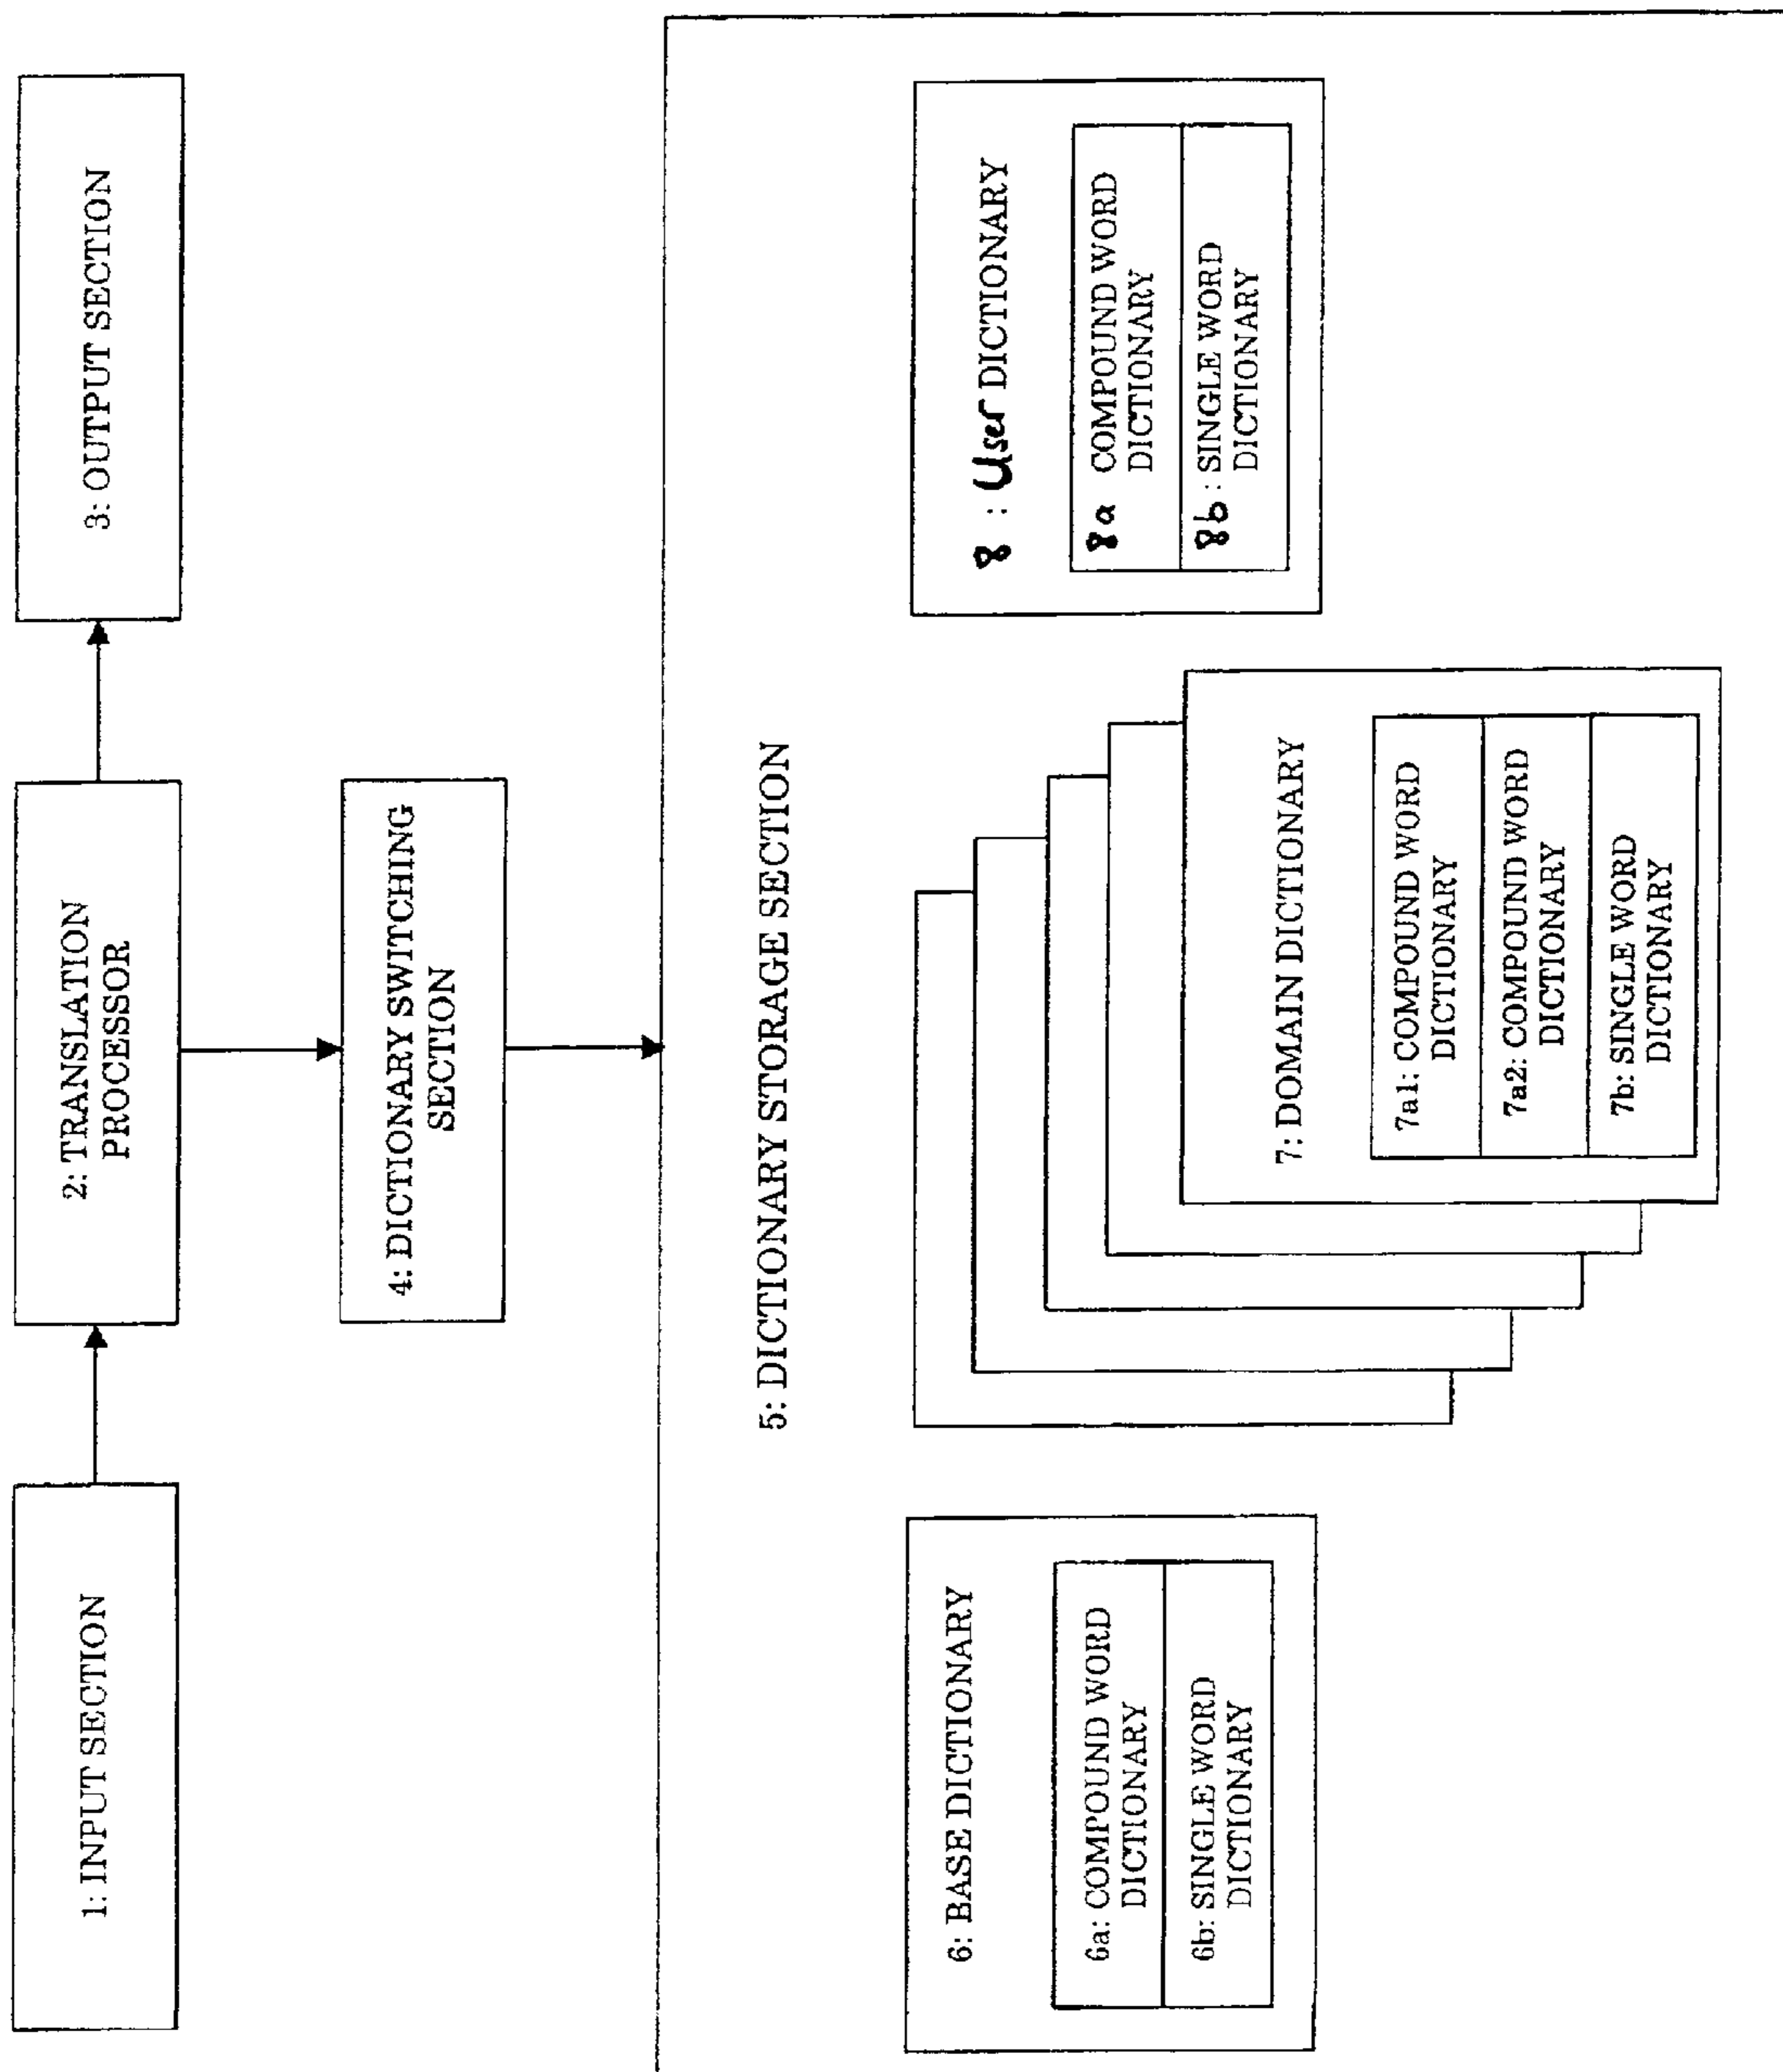 1: INPUT SECTION
2: TRANSLATION
PROCESSOR
3: OUTPUT SECTION
4: DICTIONARY SWITCHING
SECTION
5: DICTIONARY STORAGE SECTION
6: BASE DICTIONARY
6a: COMPOUND WORD
DICTIONARY
6b: SINGLE WORD
DICTIONARY
7: DOMAIN DICTIONARY
7a1: COMPOUND WORD
DICTIONARY
7a2: COMPOUND WORD
DICTIONARY
7b: SINGLE WORD
DICTIONARY
8 : User DICTIONARY
8a COMPOUND WORD
DICTIONARY
8b : SINGLE WORD
DICTIONARY